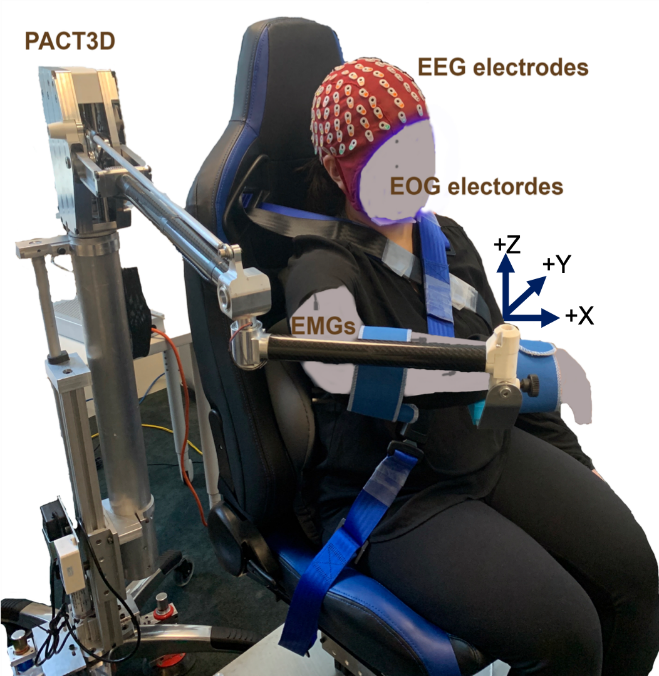 PACT3D
EEG electrodes
EOG electordes
+Z
+Y
+X
EMGs